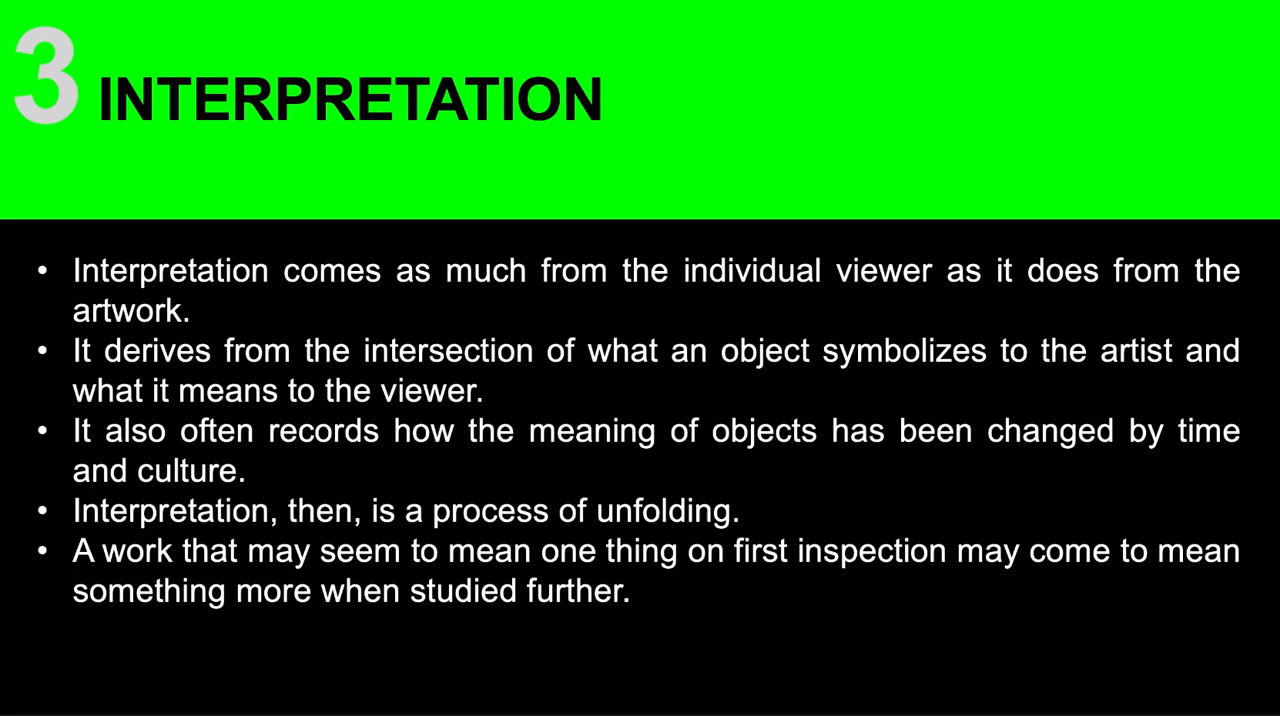 3 INTERPRETATION
• Interpretation comes as much from the individual viewer as it does from the
artwork.
• It derives from the intersection of what an object symbolizes to the artist and
what it means to the viewer.
• It also often records how the meaning of objects has been changed by time
and culture.
• Interpretation, then, is a process of unfolding.
• A work that may seem to mean one thing on first inspection may come to mean
something more when studied further.